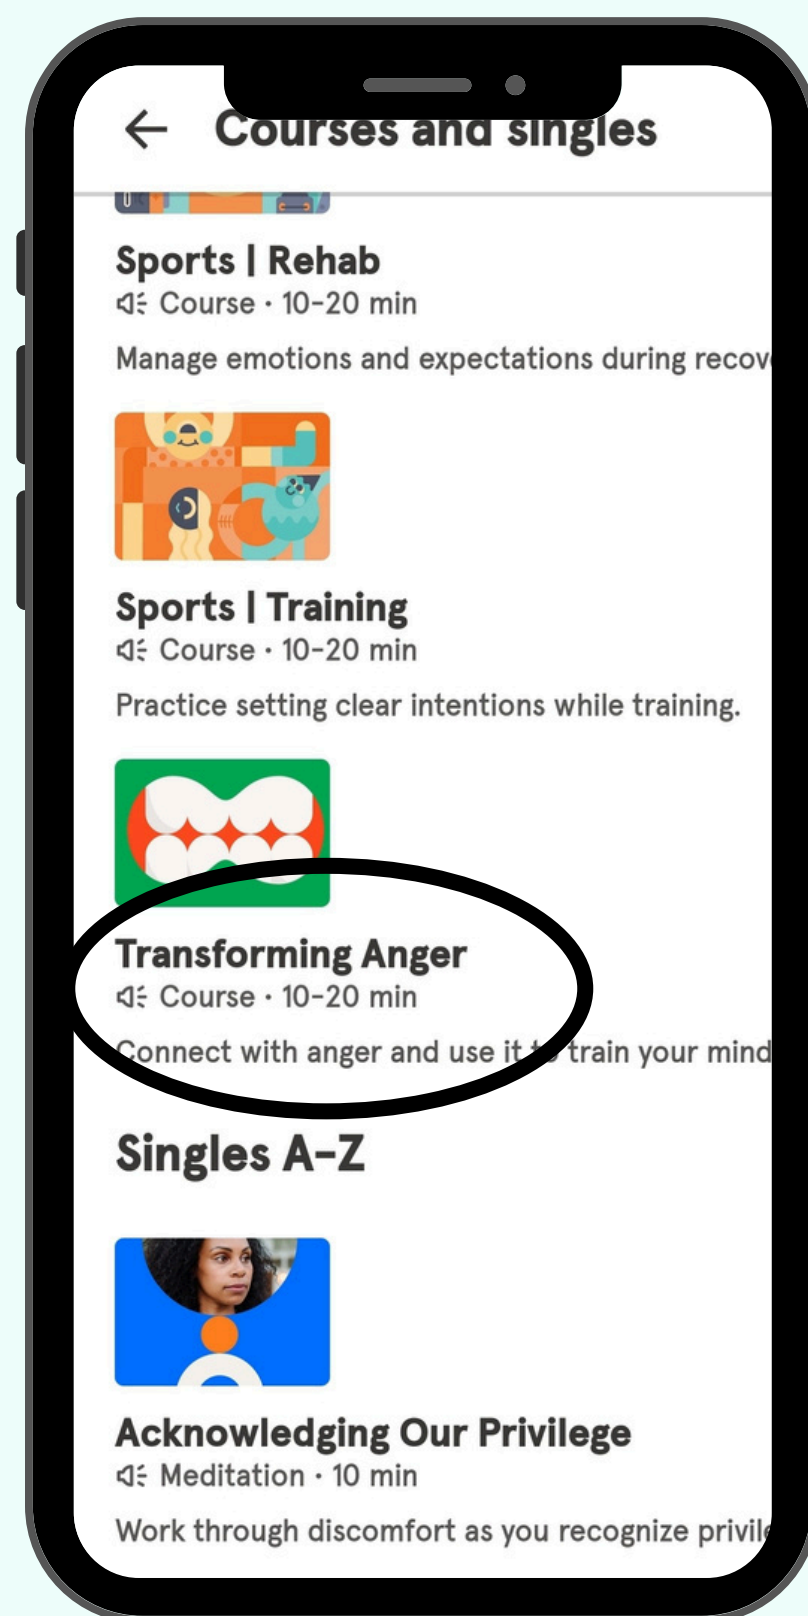 Courses and singles
Sports | Rehab
Course · 10-20 min
Manage emotions and expectations during recov
Sports | Training
Course · 10-20 min
Practice setting clear intentions while training.
Transforming Anger
Course · 10-20 min
Connect with anger and use it to train your mind
Singles A-Z
Acknowledging Our Privilege
Meditation · 10 min
Work through discomfort as you recognize privile